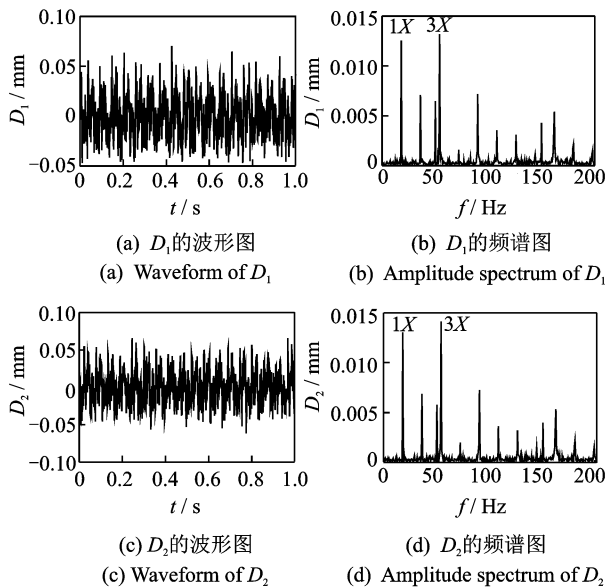 0.10
0.05
0
−0.05
D₁ / mm
0 0.2 0.4 0.6 0.8 1.0
t / s
(a) D₁的波形图
(a) Waveform of D₁
0.015
0.010
0.005
0
D₁ / mm
1X 3X
0 50 100 150 200
f / Hz
(b) D₁的频谱图
(b) Amplitude spectrum of D₁
0.10
0.05
0
−0.05
−0.10
D₂ / mm
0 0.2 0.4 0.6 0.8 1.0
t / s
(c) D₂的波形图
(c) Waveform of D₂
0.015
0.010
0.005
0
D₂ / mm
1X 3X
0 50 100 150 200
f / Hz
(d) D₂的频谱图
(d) Amplitude spectrum of D₂